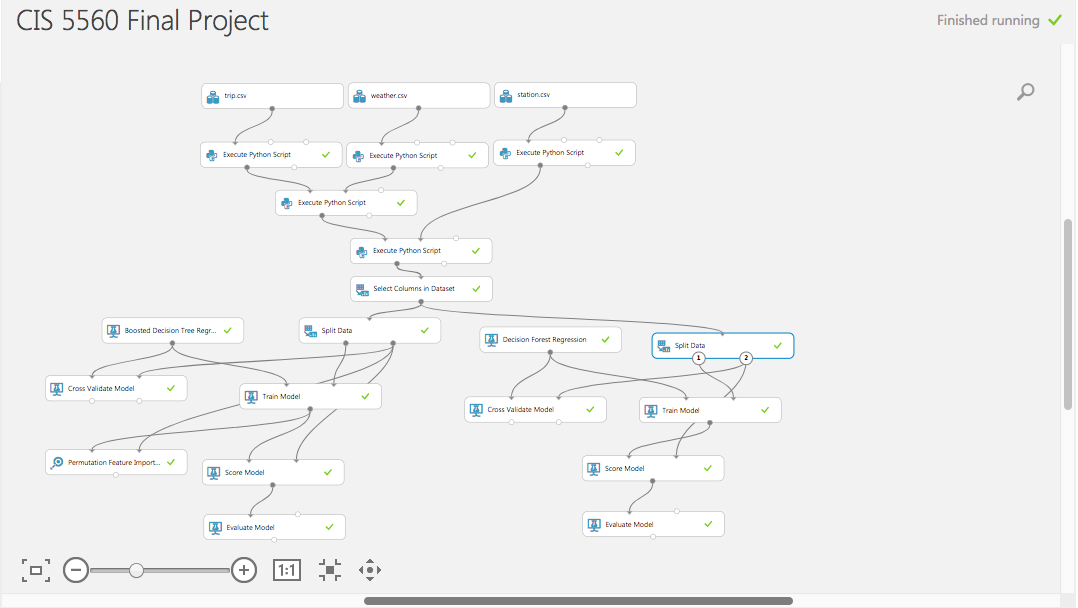 CIS 5560 Final Project
Finished running
trip.csv
weather.csv
station.csv
Execute Python Script
Execute Python Script
Execute Python Script
Execute Python Script
Execute Python Script
Select Columns in Dataset
Boosted Decision Tree Regr...
Split Data
Decision Forest Regression
Split Data
1
2
Cross Validate Model
Train Model
Cross Validate Model
Train Model
Permutation Feature Import...
Score Model
Score Model
Evaluate Model
Evaluate Model
1:1